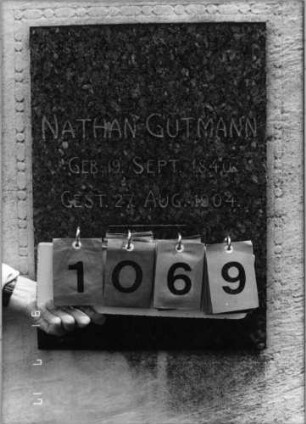 NATHAN GUTMANN
GEB. 19. SEPT. 1840.
GEST. 27. AUG. 1904.
1069